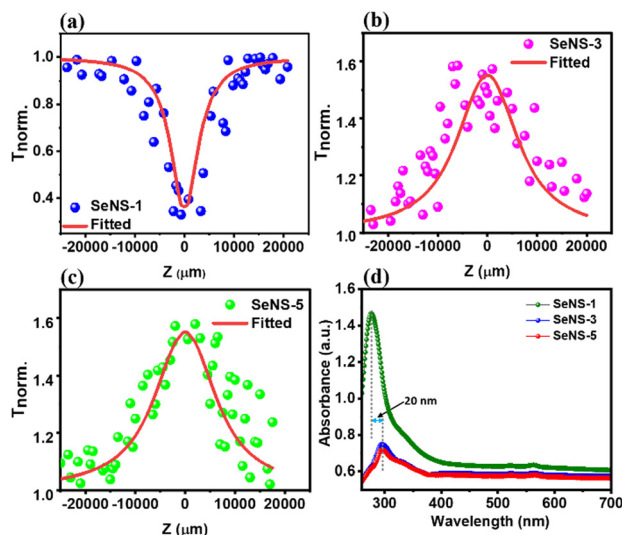 (a)
1.0
0.8
0.6
0.4
T norm.
SeNS-1
Fitted
-20000 -10000 0 10000 20000
Z (μm)
(b)
1.6
1.4
1.2
1.0
T norm.
SeNS-3
Fitted
-20000 -10000 0 10000 20000
Z (μm)
(c)
1.6
1.4
1.2
1.0
T norm.
SeNS-5
Fitted
-20000 -10000 0 10000 20000
Z (μm)
(d)
1.6
1.4
1.2
1.0
0.8
0.6
Absorbance (a.u.)
SeNS-1
SeNS-3
SeNS-5
20 nm
300 400 500 600 700
Wavelength (nm)